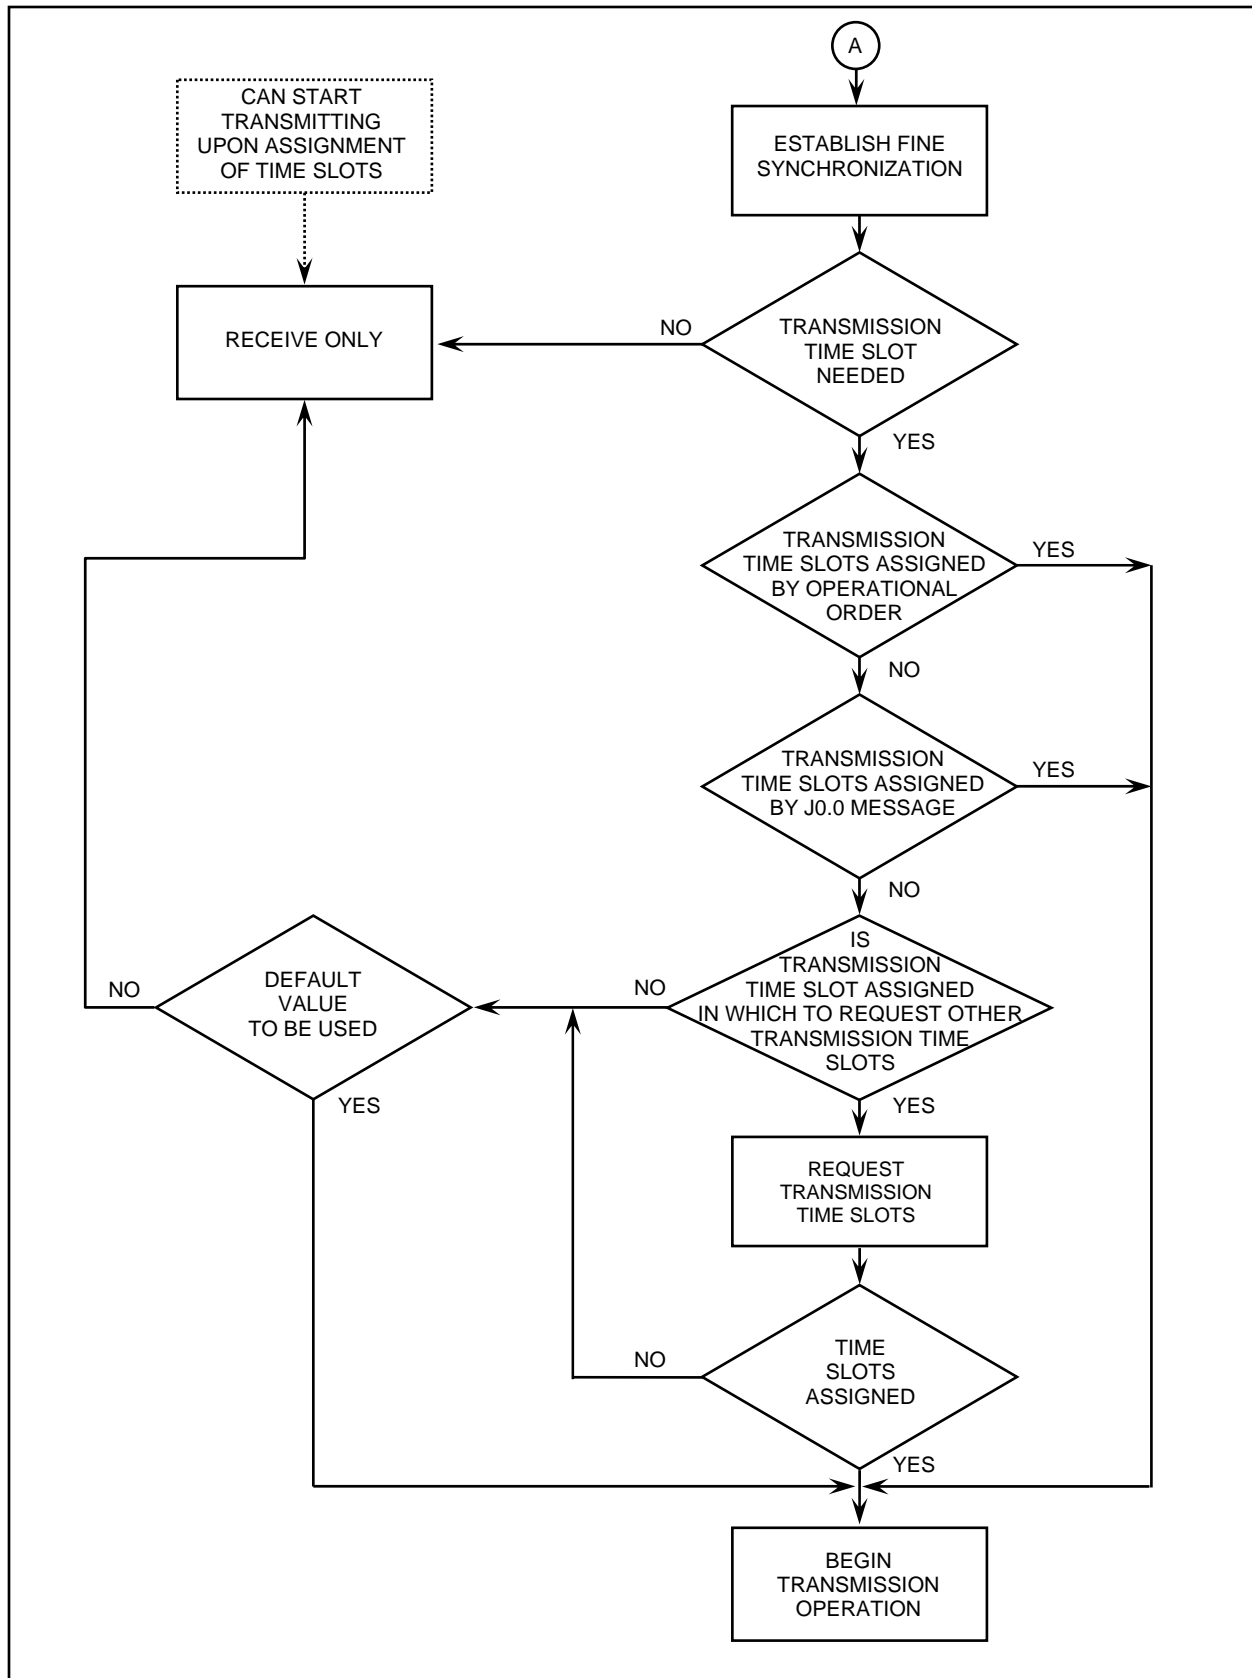 A
CAN START
TRANSMITTING
UPON ASSIGNMENT
OF TIME SLOTS
ESTABLISH FINE
SYNCHRONIZATION
RECEIVE ONLY
NO
TRANSMISSION
TIME SLOT
NEEDED
YES
TRANSMISSION
TIME SLOTS ASSIGNED
BY OPERATIONAL
ORDER
YES
NO
TRANSMISSION
TIME SLOTS ASSIGNED
BY J0.0 MESSAGE
YES
NO
IS
TRANSMISSION
TIME SLOT ASSIGNED
IN WHICH TO REQUEST OTHER
TRANSMISSION TIME
SLOTS
NO
DEFAULT
VALUE
TO BE USED
NO
YES
YES
REQUEST
TRANSMISSION
TIME SLOTS
NO
TIME
SLOTS
ASSIGNED
YES
BEGIN
TRANSMISSION
OPERATION